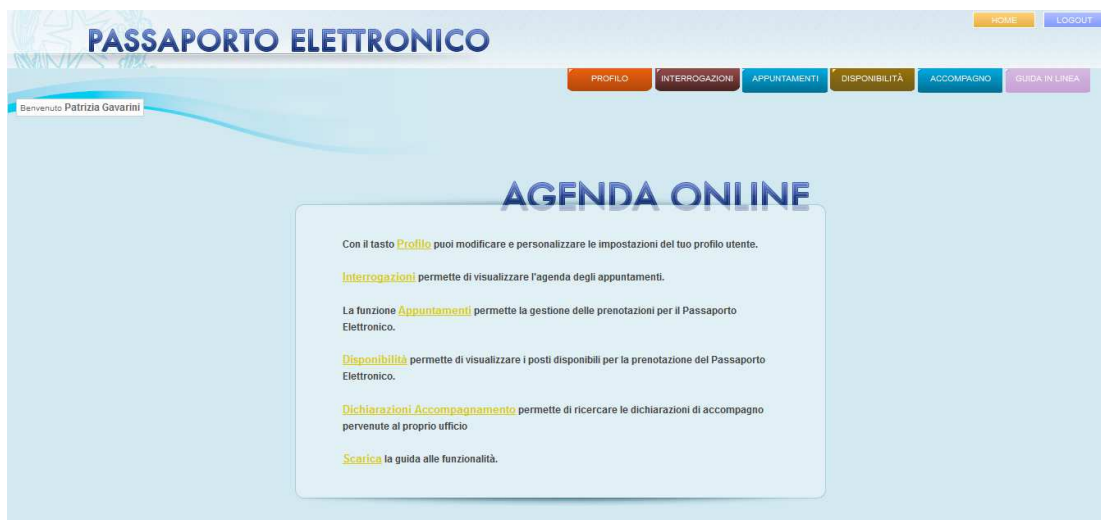 HOME LOGOUT
PASSAPORTO ELETTRONICO
PROFILO INTERROGAZIONI APPUNTAMENTI DISPONIBILITÀ ACCOMPAGNO GUIDA IN LINEA
Benvenuto Patrizia Gavarini
AGENDA ONLINE
Con il tasto Profilo puoi modificare e personalizzare le impostazioni del tuo profilo utente.
Interrogazioni permette di visualizzare l'agenda degli appuntamenti.
La funzione Appuntamenti permette la gestione delle prenotazioni per il Passaporto
Elettronico.
Disponibilità permette di visualizzare i posti disponibili per la prenotazione del Passaporto
Elettronico.
Dichiarazioni Accompagnamento permette di ricercare le dichiarazioni di accompagno
pervenute al proprio ufficio
Scarica la guida alle funzionalità.